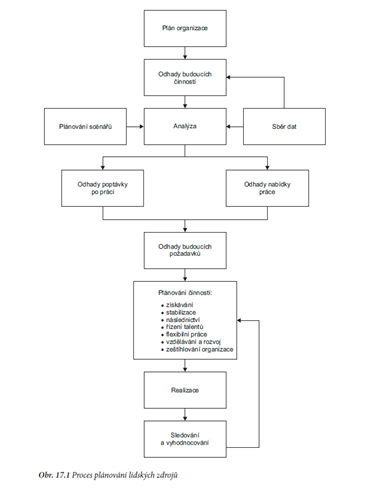 Plán organizace
Odhady budoucích
činností
Plánování scénářů
Analýza
Sběr dat
Odhady poptávky
po práci
Odhady nabídky
práce
Odhady budoucích
požadavků
Plánování činností:
• získávání
• stabilizace
• následnictví
• řízení talentů
• flexibilní práce
• vzdělávání a rozvoj
• zeštíhlování organizace
Realizace
Sledování
a vyhodnocování
Obr. 17.1 Proces plánování lidských zdrojů